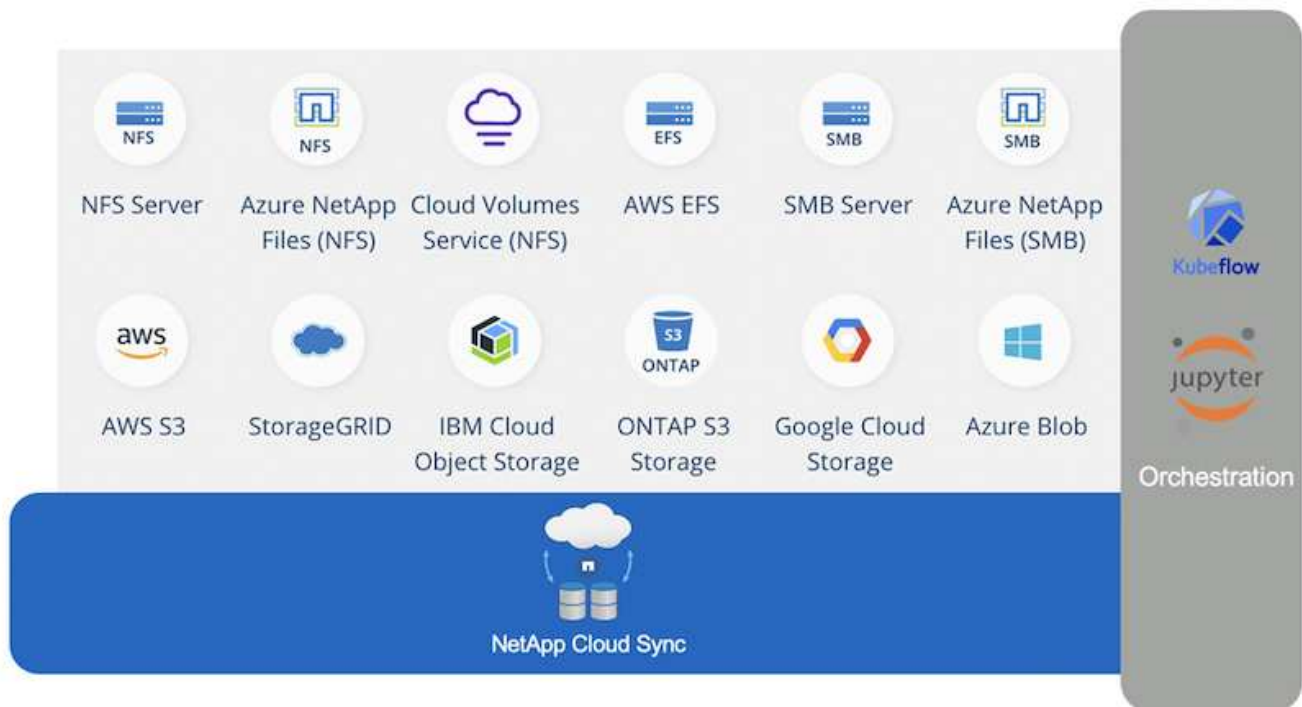 NFS
NFS
EFS
SMB
SMB
NFS Server
Azure NetApp
Files (NFS)
Cloud Volumes
Service (NFS)
AWS EFS
SMB Server
Azure NetApp
Files (SMB)
Kubeflow
aws
S3
ONTAP
jupyter
AWS S3
StorageGRID
IBM Cloud
Object Storage
ONTAP S3
Storage
Google Cloud
Storage
Azure Blob
Orchestration
NetApp Cloud Sync